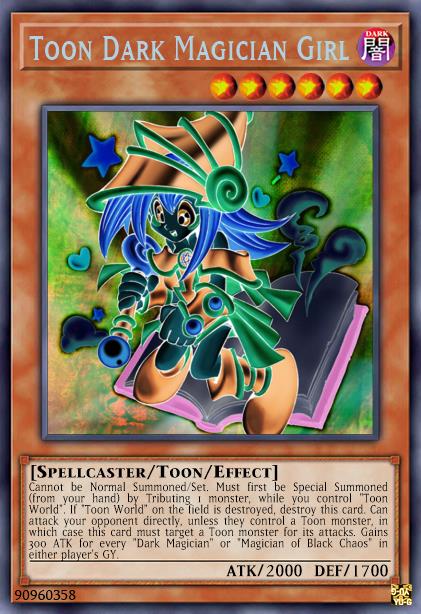 TOON DARK MAGICIAN GIRL
DARK
闇
[SPELLCASTER/TOON/EFFECT]
Cannot be Normal Summoned/Set. Must first be Special Summoned
(from your hand) by Tributing 1 monster, while you control "Toon
World". If "Toon World" on the field is destroyed, destroy this card. Can
attack your opponent directly, unless they control a Toon monster, in
which case this card must target a Toon monster for its attacks. Gains
300 ATK for every "Dark Magician" or "Magician of Black Chaos" in
either player's GY.
ATK/2000 DEF/1700
90960358